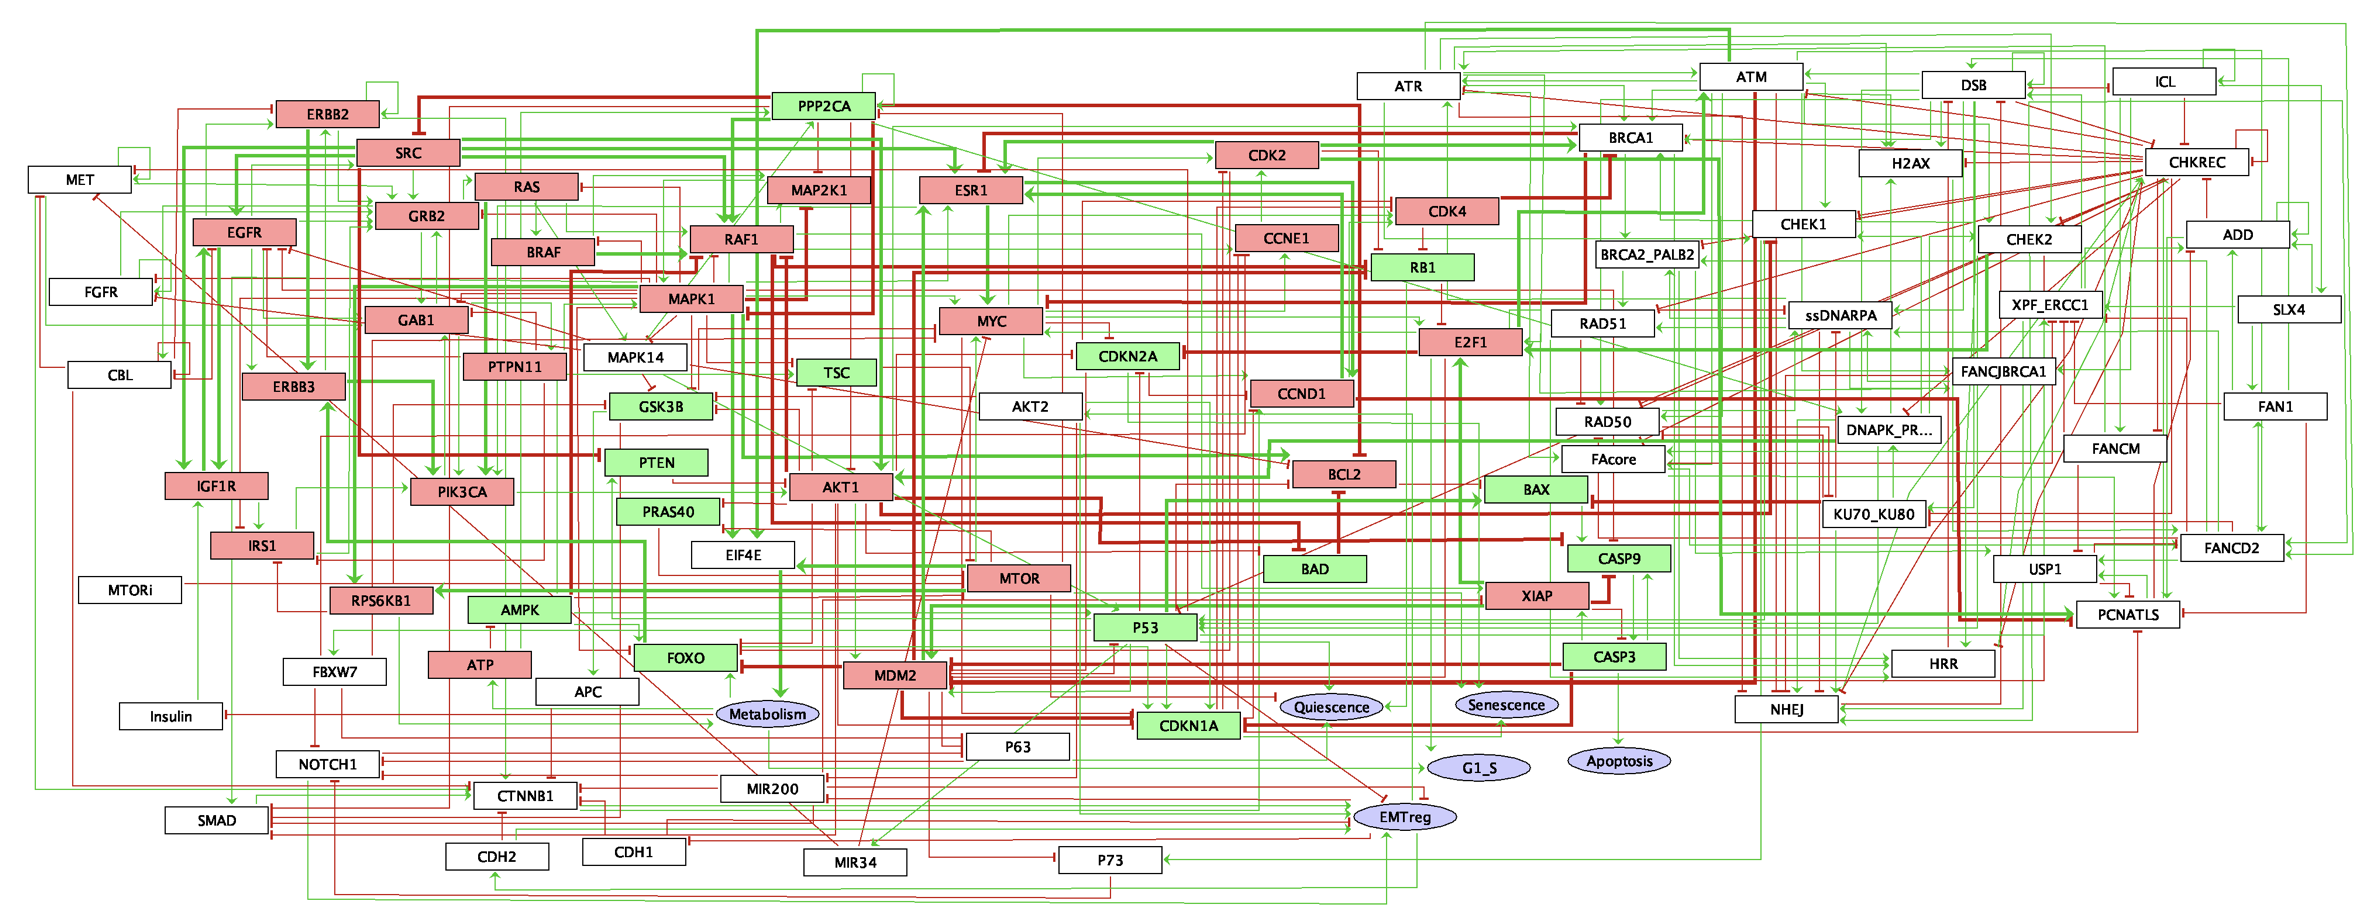 ATM
ICL
ATR
DSB
PPP2CA
ERBB2
BRCA1
SRC
CDK2
H2AX
CHKREC
MET
RAS
MAP2K1
ESR1
GRB2
CDK4
CHEK1
EGFR
RAF1
CCNE1
CHEK2
ADD
BRAF
BRCA2_PALB2
RB1
FGFR
MAPK1
XPF_ERCC1
SLX4
GAB1
MYC
RAD51
ssDNARPA
E2F1
MAPK14
CDKN2A
PTPN11
TSC
FANCJBRCA1
CBL
ERBB3
CCND1
GSK3B
AKT2
FAN1
RAD50
DNAPK_PR...
FANCM
PTEN
FAcore
BCL2
IGF1R
PIK3CA
AKT1
BAX
PRAS40
KU70_KU80
IRS1
EIF4E
FANCD2
CASP9
BAD
USP1
MTORi
MTOR
RPS6KB1
XIAP
AMPK
PCNATLS
P53
FOXO
CASP3
HRR
ATP
FBXW7
MDM2
APC
Insulin
Metabolism
Quiescence
Senescence
NHEJ
CDKN1A
P63
NOTCH1
Apoptosis
G1_S
MIR200
CTNNB1
SMAD
EMTreg
CDH2
CDH1
MIR34
P73